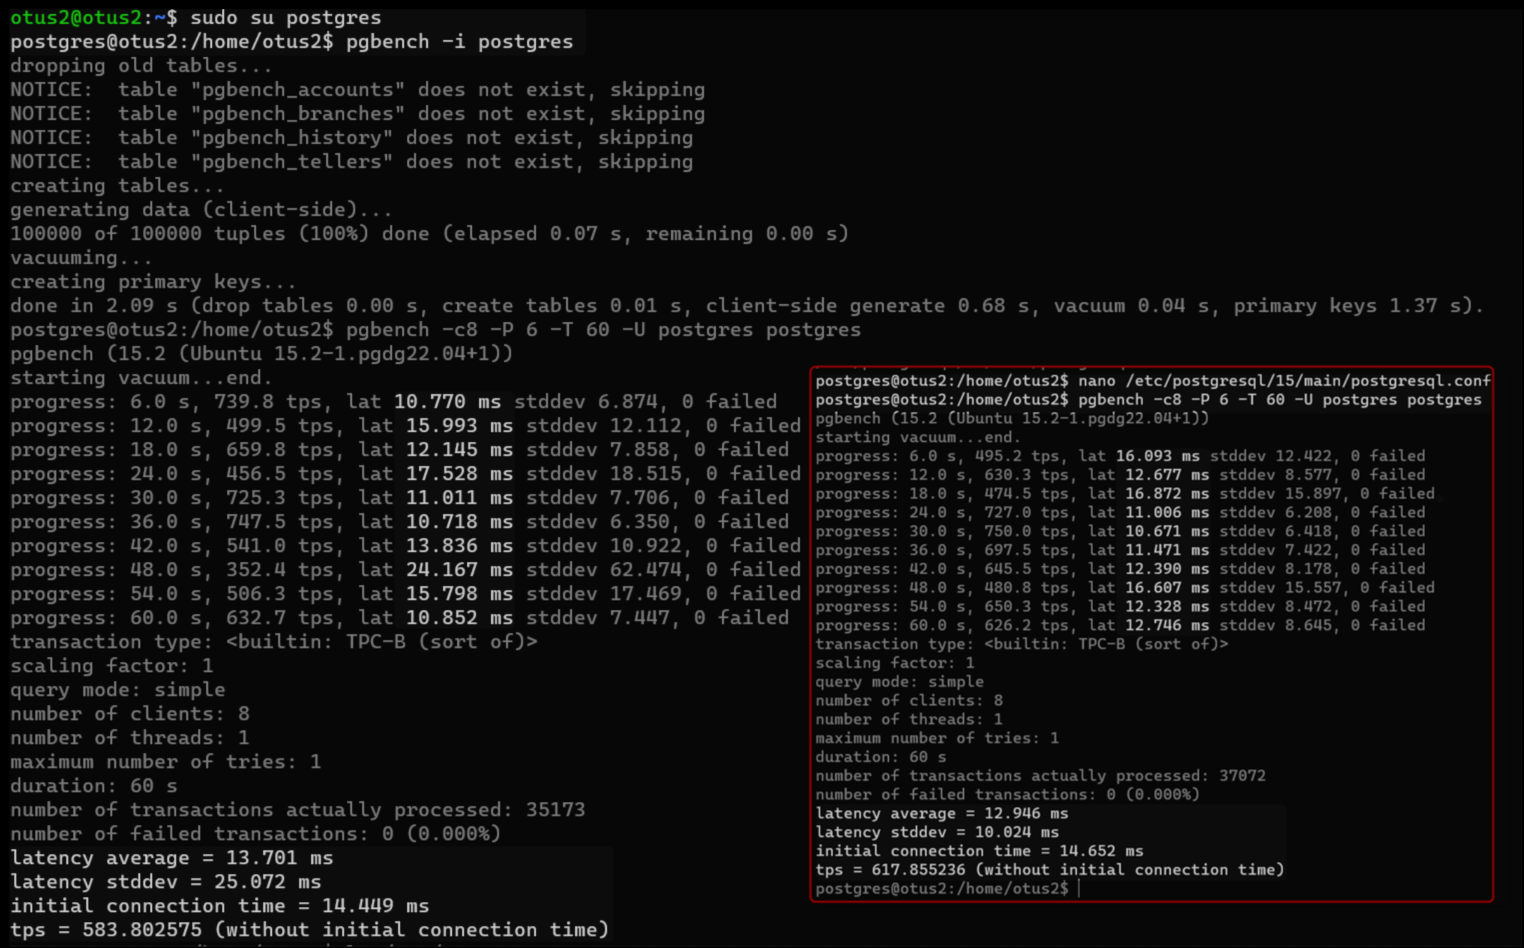 otus2@otus2:~$ sudo su postgres
postgres@otus2:/home/otus2$ pgbench -i postgres
dropping old tables...
NOTICE:  table "pgbench_accounts" does not exist, skipping
NOTICE:  table "pgbench_branches" does not exist, skipping
NOTICE:  table "pgbench_history" does not exist, skipping
NOTICE:  table "pgbench_tellers" does not exist, skipping
creating tables...
generating data (client-side)...
100000 of 100000 tuples (100%) done (elapsed 0.07 s, remaining 0.00 s)
vacuuming...
creating primary keys...
done in 2.09 s (drop tables 0.00 s, create tables 0.01 s, client-side generate 0.68 s, vacuum 0.04 s, primary keys 1.37 s).
postgres@otus2:/home/otus2$ pgbench -c8 -P 6 -T 60 -U postgres postgres
pgbench (15.2 (Ubuntu 15.2-1.pgdg22.04+1))
starting vacuum...end.
progress: 6.0 s, 739.8 tps, lat 10.770 ms stddev 6.874, 0 failed
progress: 12.0 s, 499.5 tps, lat 15.993 ms stddev 12.112, 0 failed
progress: 18.0 s, 659.8 tps, lat 12.145 ms stddev 7.858, 0 failed
progress: 24.0 s, 456.5 tps, lat 17.528 ms stddev 18.515, 0 failed
progress: 30.0 s, 725.3 tps, lat 11.011 ms stddev 7.706, 0 failed
progress: 36.0 s, 747.5 tps, lat 10.718 ms stddev 6.350, 0 failed
progress: 42.0 s, 541.0 tps, lat 13.836 ms stddev 10.922, 0 failed
progress: 48.0 s, 352.4 tps, lat 24.167 ms stddev 62.474, 0 failed
progress: 54.0 s, 506.3 tps, lat 15.798 ms stddev 17.469, 0 failed
progress: 60.0 s, 632.7 tps, lat 10.852 ms stddev 7.447, 0 failed
transaction type: <builtin: TPC-B (sort of)>
scaling factor: 1
query mode: simple
number of clients: 8
number of threads: 1
maximum number of tries: 1
duration: 60 s
number of transactions actually processed: 35173
number of failed transactions: 0 (0.000%)
latency average = 13.701 ms
latency stddev = 25.072 ms
initial connection time = 14.449 ms
tps = 583.802575 (without initial connection time)
postgres@otus2:/home/otus2$ nano /etc/postgresql/15/main/postgresql.conf
postgres@otus2:/home/otus2$ pgbench -c8 -P 6 -T 60 -U postgres postgres
pgbench (15.2 (Ubuntu 15.2-1.pgdg22.04+1))
starting vacuum...end.
progress: 6.0 s, 495.2 tps, lat 16.093 ms stddev 12.422, 0 failed
progress: 12.0 s, 630.3 tps, lat 12.677 ms stddev 8.577, 0 failed
progress: 18.0 s, 474.5 tps, lat 16.872 ms stddev 15.897, 0 failed
progress: 24.0 s, 727.0 tps, lat 11.006 ms stddev 6.208, 0 failed
progress: 30.0 s, 750.0 tps, lat 10.671 ms stddev 6.418, 0 failed
progress: 36.0 s, 697.5 tps, lat 11.471 ms stddev 7.422, 0 failed
progress: 42.0 s, 645.5 tps, lat 12.390 ms stddev 8.178, 0 failed
progress: 48.0 s, 480.8 tps, lat 16.607 ms stddev 15.557, 0 failed
progress: 54.0 s, 650.3 tps, lat 12.328 ms stddev 8.472, 0 failed
progress: 60.0 s, 626.2 tps, lat 12.746 ms stddev 8.645, 0 failed
transaction type: <builtin: TPC-B (sort of)>
scaling factor: 1
query mode: simple
number of clients: 8
number of threads: 1
maximum number of tries: 1
duration: 60 s
number of transactions actually processed: 37072
number of failed transactions: 0 (0.000%)
latency average = 12.946 ms
latency stddev = 10.024 ms
initial connection time = 14.652 ms
tps = 617.855236 (without initial connection time)
postgres@otus2:/home/otus2$